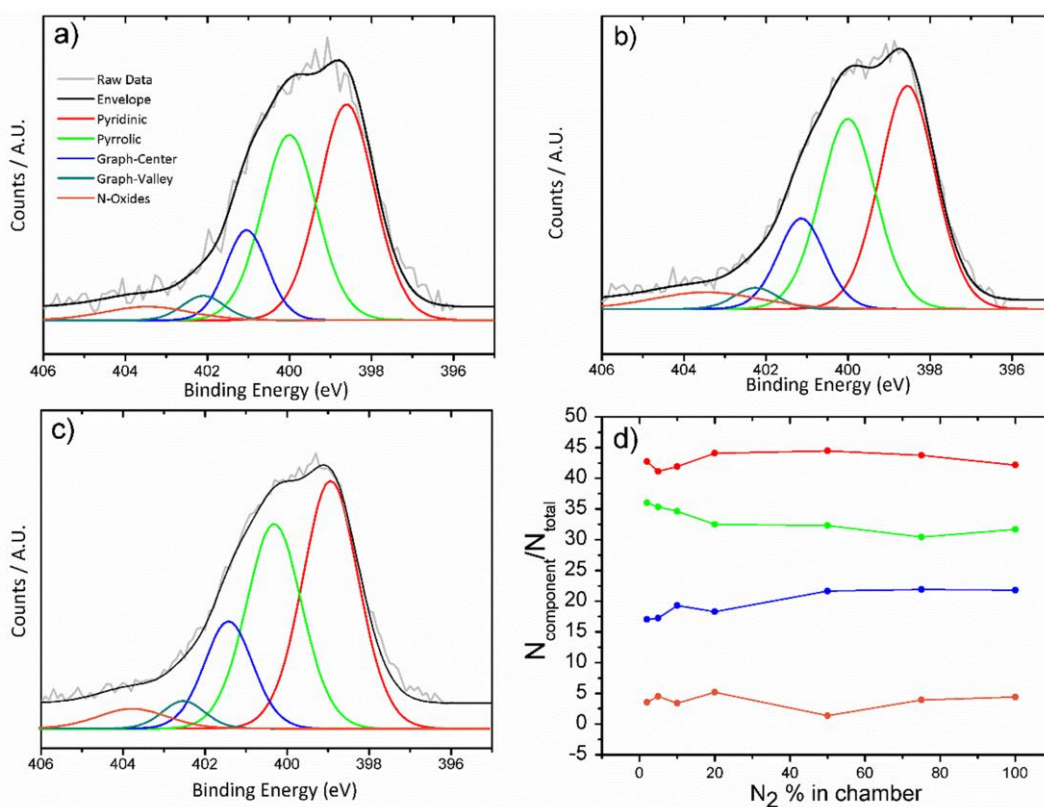 a)
Raw Data
Envelope
Pyridinic
Pyrrolic
Graph-Center
Graph-Valley
N-Oxides
Counts / A.U.
406 404 402 400 398 396
Binding Energy (eV)
b)
Counts / A.U.
406 404 402 400 398 396
Binding Energy (eV)
c)
Counts / A.U.
406 404 402 400 398 396
Binding Energy (eV)
d)
N component/N total
50
45
40
35
30
25
20
15
10
5
0
-5
0 20 40 60 80 100
N2 % in chamber